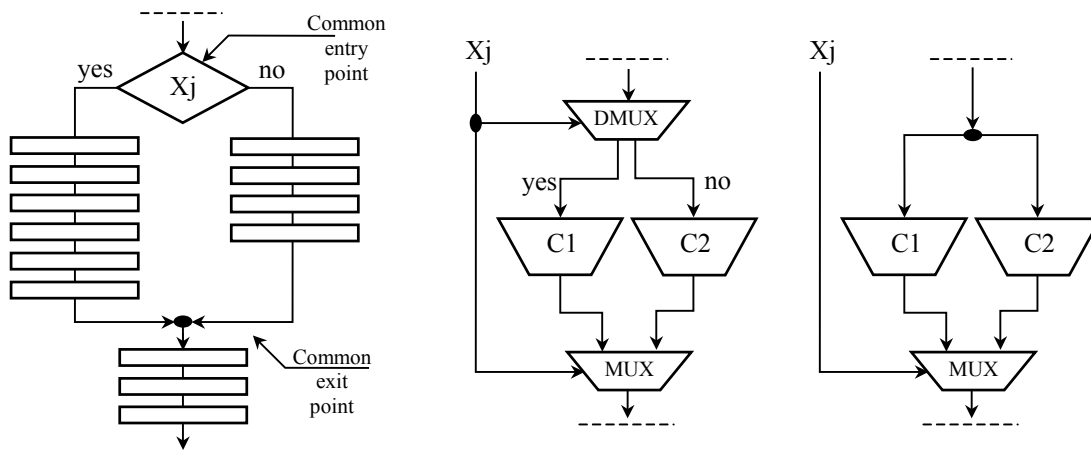 Common
entry
point
yes
no
Xj
Common
exit
point
Xj
DMUX
yes
no
C1
C2
MUX
Xj
C1
C2
MUX